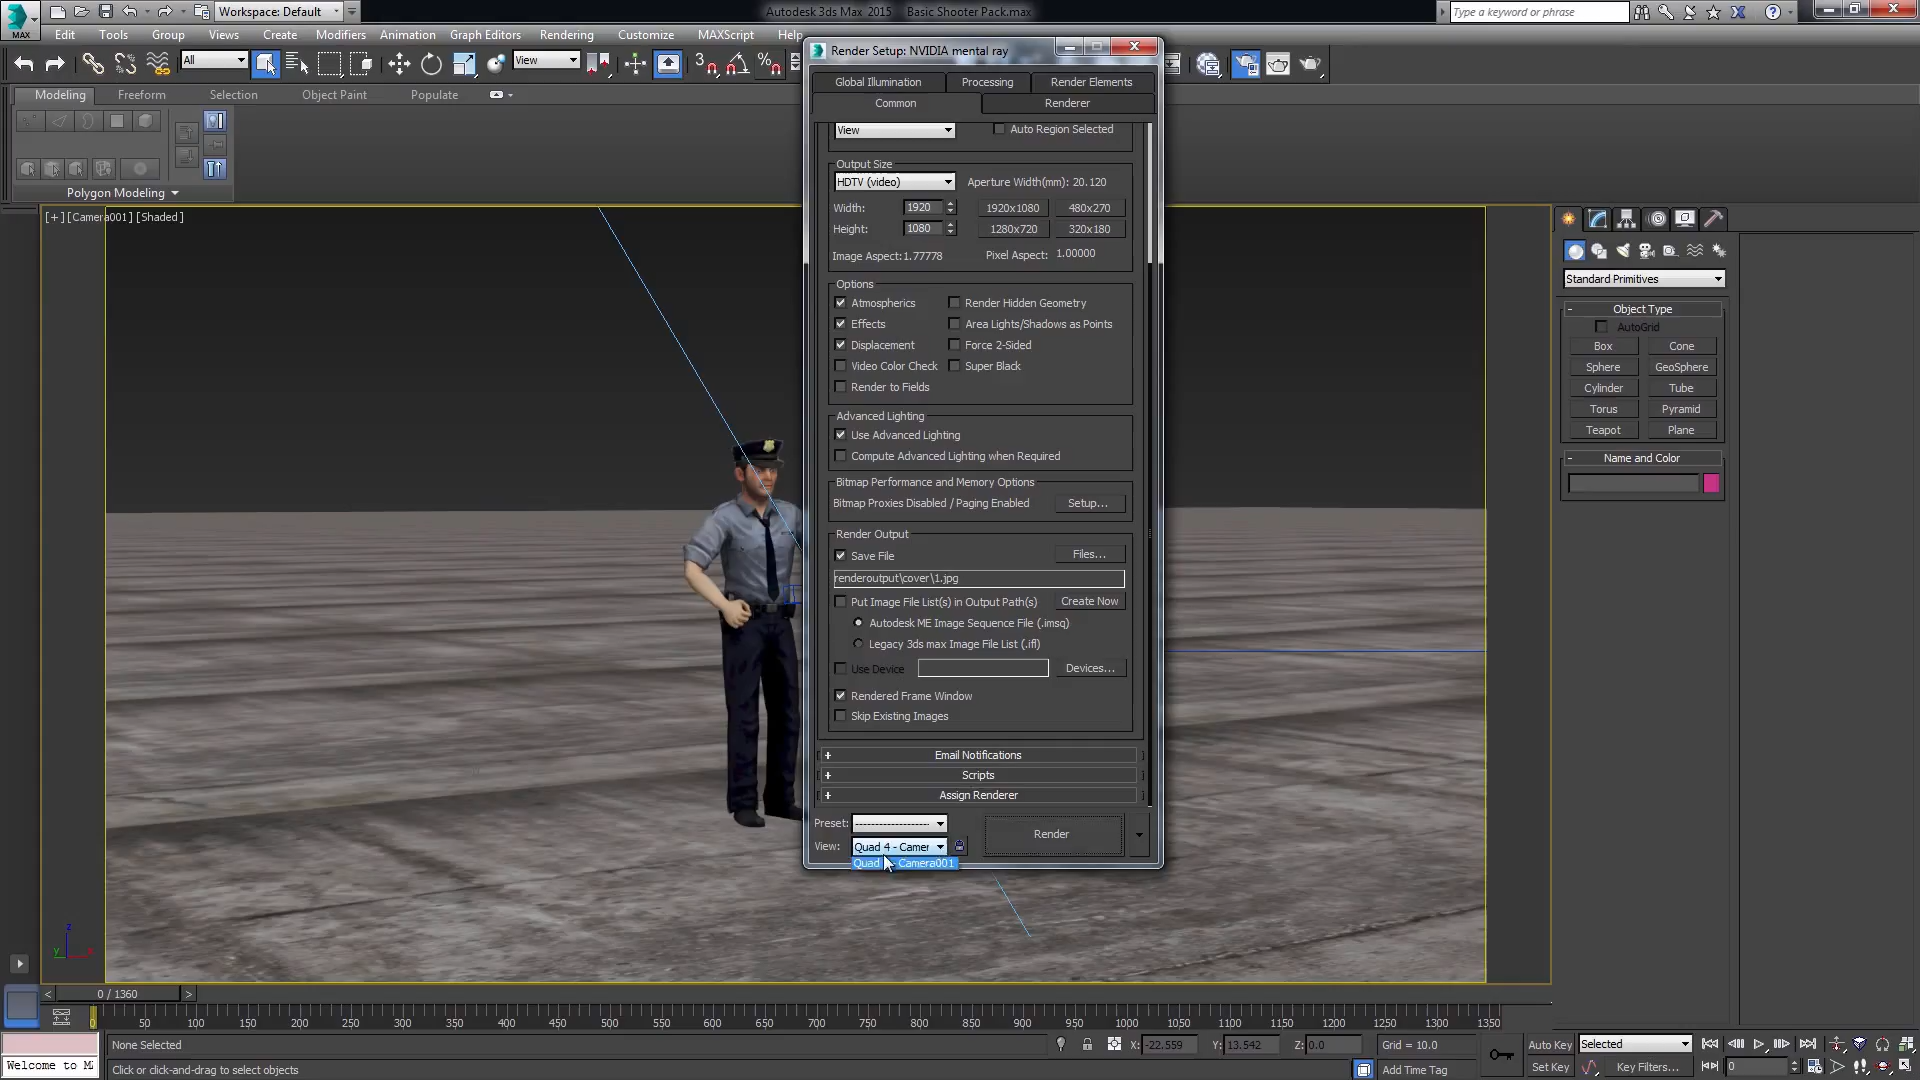 Workspace: Default
Autodesk 3ds Max 2015 Basic Shooter Pack.max
Type a keyword or phrase
MAX
Edit Tools Group Views Create Modifiers Animation Graph Editors Rendering Customize MAXScript Help
All
View
Modeling Freeform Selection Object Paint Populate
Polygon Modeling
[+] [Camera001] [Shaded]
Render Setup: NVIDIA mental ray
Global Illumination Processing Render Elements
Common Renderer
View
Auto Region Selected
Output Size
HDTV (video)
Aperture Width(mm): 20.120
Width: 1920 1920x1080 480x270
Height: 1080 1280x720 320x180
Image Aspect: 1.77778 Pixel Aspect: 1.00000
Options
Atmospherics Render Hidden Geometry
Effects Area Lights/Shadows as Points
Displacement Force 2-Sided
Video Color Check Super Black
Render to Fields
Advanced Lighting
Use Advanced Lighting
Compute Advanced Lighting when Required
Bitmap Performance and Memory Options
Bitmap Proxies Disabled / Paging Enabled Setup...
Render Output
Save File Files...
renderoutput\cover\1.jpg
Put Image File List(s) in Output Path(s) Create Now
Autodesk ME Image Sequence File (.imsq)
Legacy 3ds max Image File List (.ifl)
Use Device Devices...
Rendered Frame Window
Skip Existing Images
+ Email Notifications
+ Scripts
+ Assign Renderer
Preset: --------------------
Render
View: Quad 4 - Camer
Quad - Camera001
Standard Primitives
- Object Type
AutoGrid
Box Cone
Sphere GeoSphere
Cylinder Tube
Torus Pyramid
Teapot Plane
- Name and Color
z
y x
< 0 / 1360 >
0 50 100 150 200 250 300 350 400 450 500 550 600 650 700 750 800 850 900 950 1000 1050 1100 1150 1200 1250 1300 1350
None Selected
X: -22.559 Y: 13.542 Z: 0.0 Grid = 10.0
Auto Key Selected
Welcome to M
Click or click-and-drag to select objects
Add Time Tag
Set Key Key Filters... 0